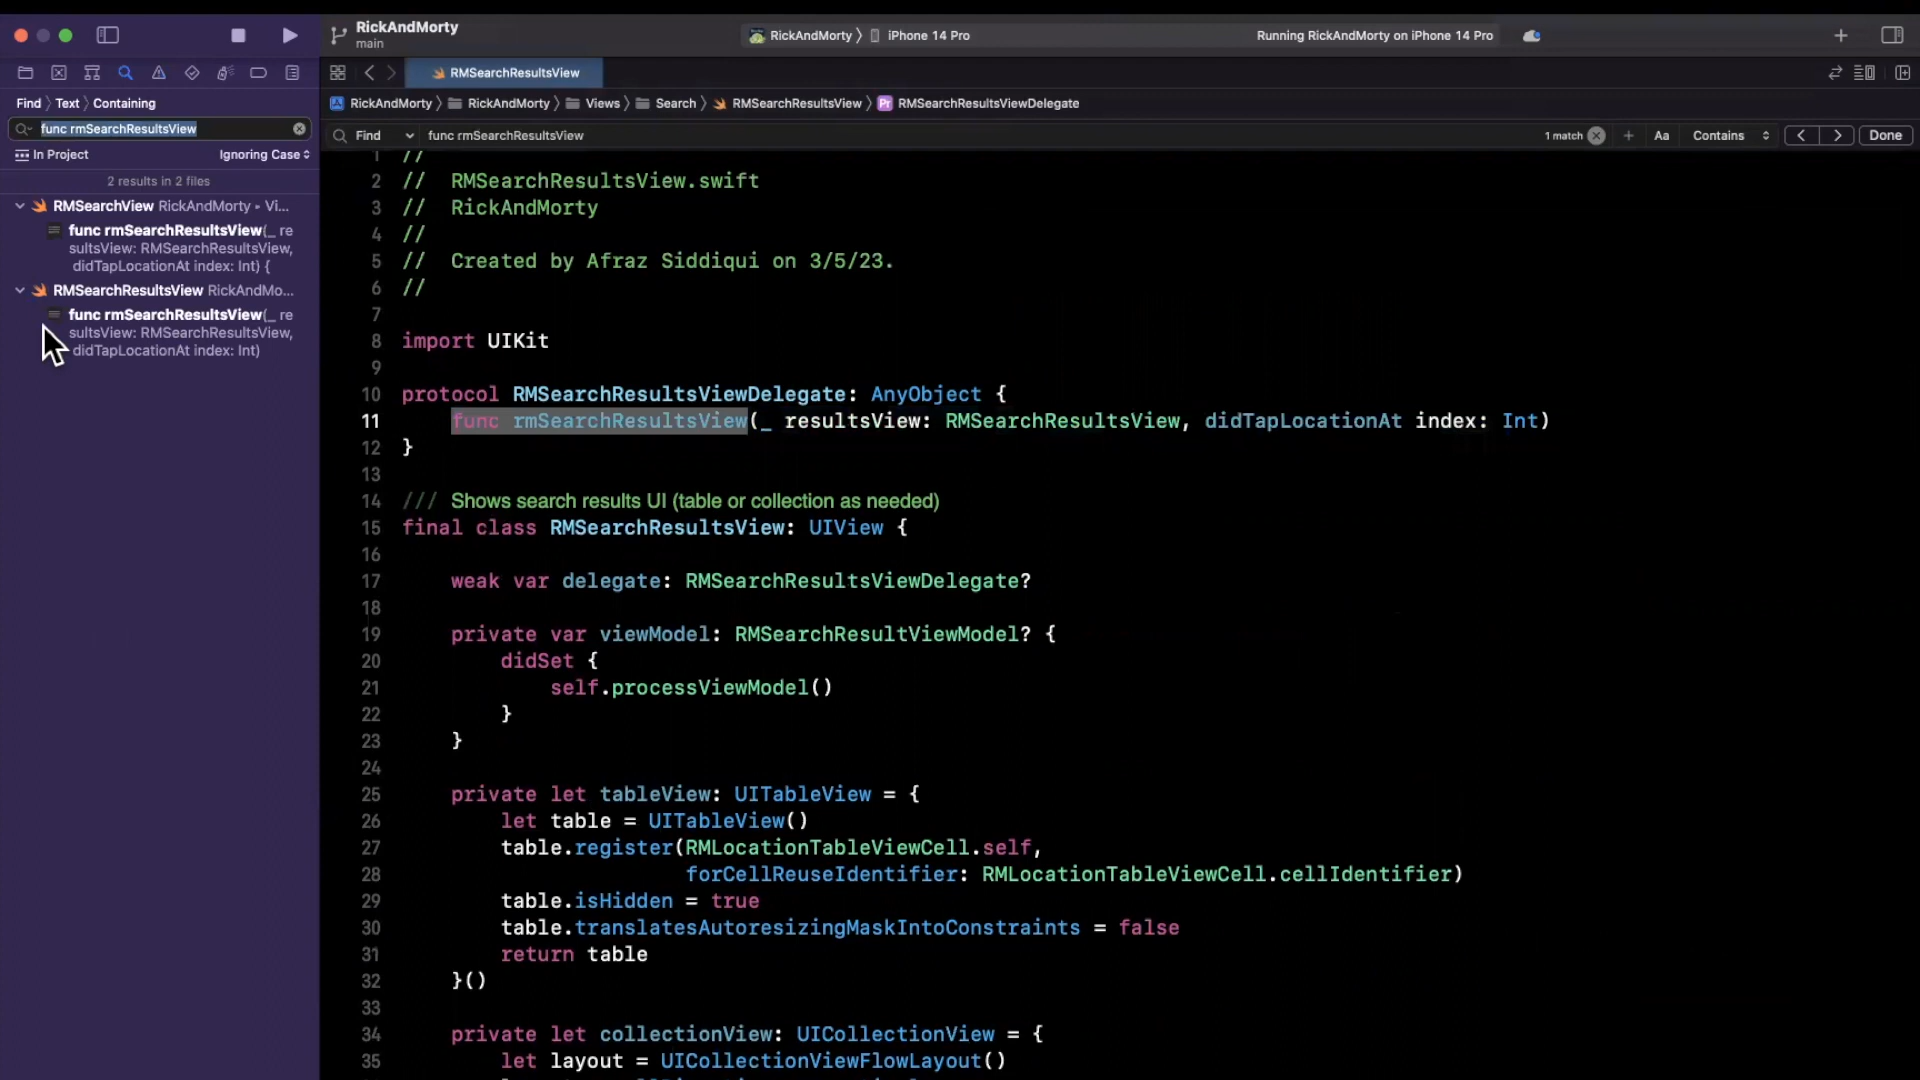 RickAndMorty
main
RickAndMorty 〉 iPhone 14 Pro
Running RickAndMorty on iPhone 14 Pro
RMSearchResultsView
Find 〉 Text 〉 Containing
func rmSearchResultsView
In Project
Ignoring Case
2 results in 2 files
RMSearchView RickAndMorty ▸ Vi...
func rmSearchResultsView(_ re
sultsView: RMSearchResultsView,
didTapLocationAt index: Int) {
RMSearchResultsView RickAndMo...
func rmSearchResultsView(_ re
sultsView: RMSearchResultsView,
didTapLocationAt index: Int)
RickAndMorty 〉 RickAndMorty 〉 Views 〉 Search 〉 RMSearchResultsView 〉 Pr RMSearchResultsViewDelegate
Find
func rmSearchResultsView
1 match
Aa
Contains
Done
1 //
2 // RMSearchResultsView.swift
3 // RickAndMorty
4 //
5 // Created by Afraz Siddiqui on 3/5/23.
6 //
7
8 import UIKit
9
10 protocol RMSearchResultsViewDelegate: AnyObject {
11 func rmSearchResultsView(_ resultsView: RMSearchResultsView, didTapLocationAt index: Int)
12 }
13
14 /// Shows search results UI (table or collection as needed)
15 final class RMSearchResultsView: UIView {
16
17 weak var delegate: RMSearchResultsViewDelegate?
18
19 private var viewModel: RMSearchResultViewModel? {
20 didSet {
21 self.processViewModel()
22 }
23 }
24
25 private let tableView: UITableView = {
26 let table = UITableView()
27 table.register(RMLocationTableViewCell.self,
28 forCellReuseIdentifier: RMLocationTableViewCell.cellIdentifier)
29 table.isHidden = true
30 table.translatesAutoresizingMaskIntoConstraints = false
31 return table
32 }()
33
34 private let collectionView: UICollectionView = {
35 let layout = UICollectionViewFlowLayout()